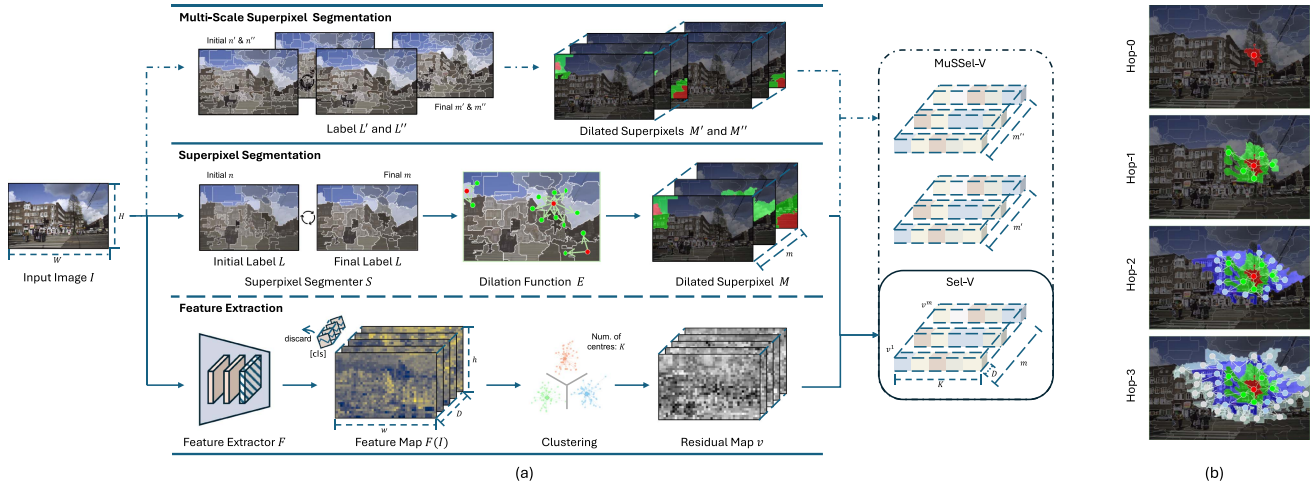 Multi-Scale Superpixel Segmentation
Initial n′ & n″
Final m′ & m″
Label L′ and L″
Dilated Superpixels M′ and M″
Superpixel Segmentation
Initial n
Final m
Initial Label L
Final Label L
m
Superpixel Segmenter S
Dilation Function E
Dilated Superpixel M
H
W
Input Image I
Feature Extraction
discard
[cls]
Num. of
centres: K
h
D
w
Feature Extractor F
Feature Map F(I)
Clustering
Residual Map v
MuSSel-V
m″
m′
Sel-V
v^m
v^1
m
D
K
(a)
Hop-0
Hop-1
Hop-2
Hop-3
(b)